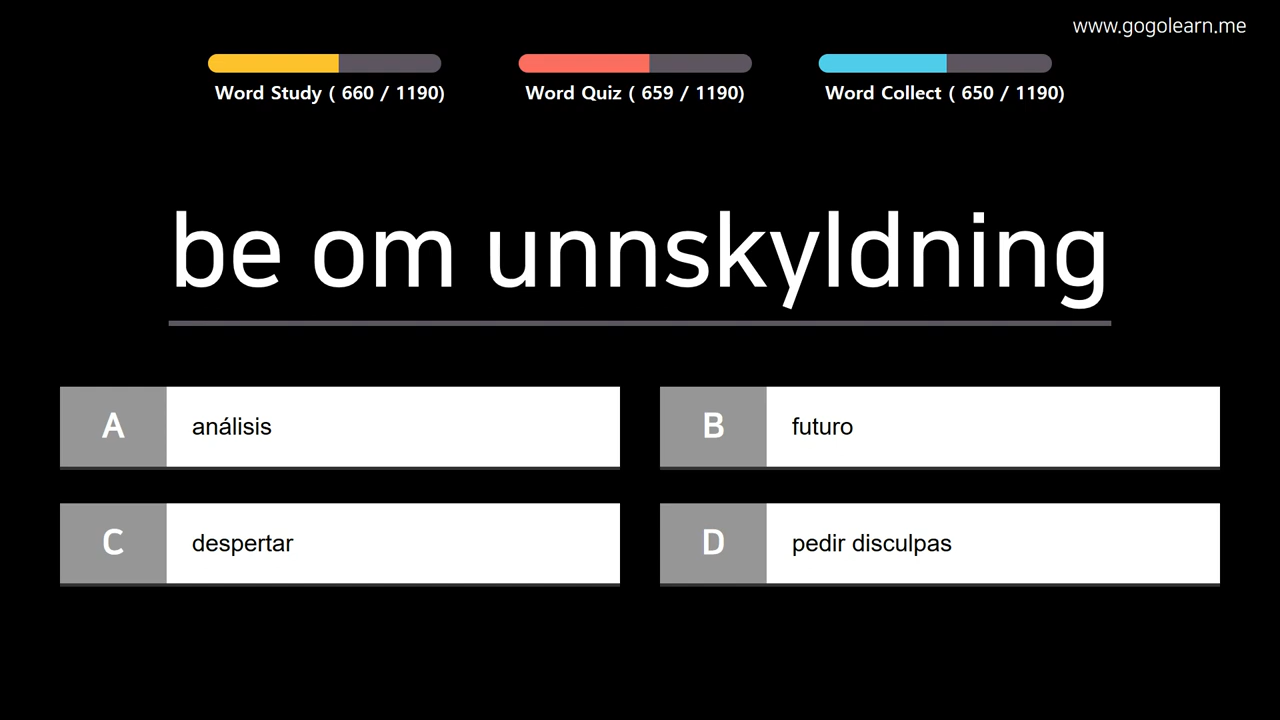 www.gogolearn.me
Word Study ( 660 / 1190)
Word Quiz ( 659 / 1190)
Word Collect ( 650 / 1190)
be om unnskyldning
A
análisis
B
futuro
C
despertar
D
pedir disculpas